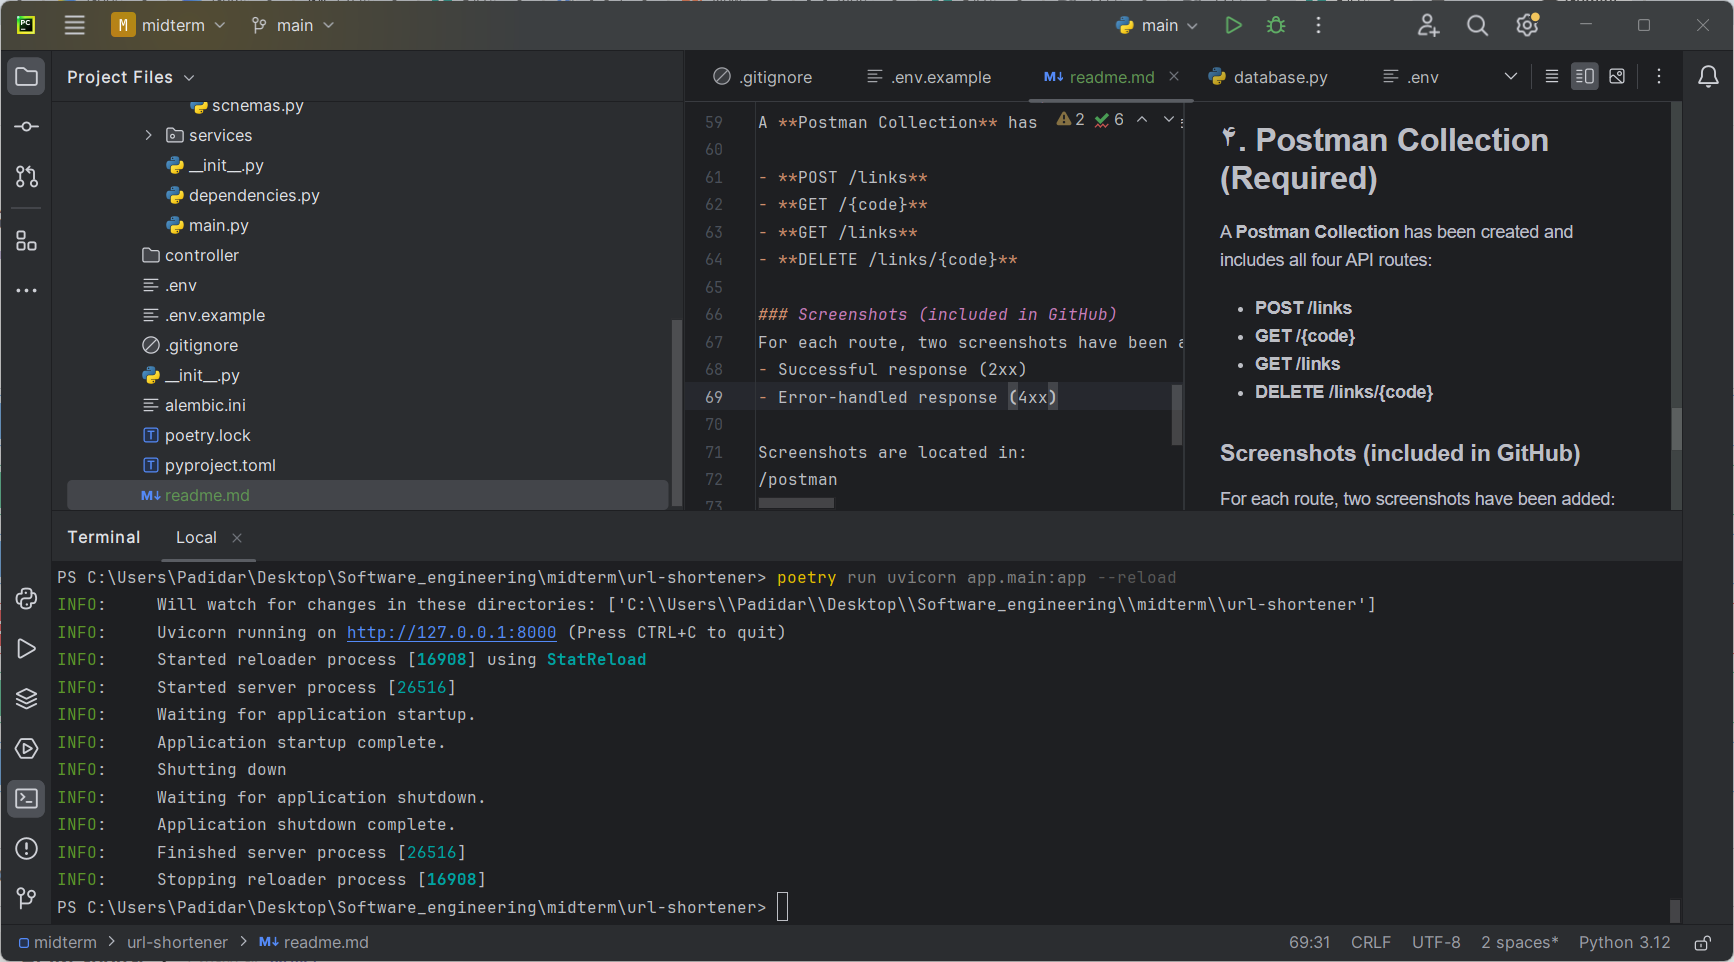 PC
M midterm
main
main
Project Files
schemas.py
services
__init__.py
dependencies.py
main.py
controller
.env
.env.example
.gitignore
__init__.py
alembic.ini
poetry.lock
pyproject.toml
readme.md
.gitignore
.env.example
readme.md
database.py
.env
2 6
59 A **Postman Collection** has
60
61 - **POST /links**
62 - **GET /{code}**
63 - **GET /links**
64 - **DELETE /links/{code}**
65
66 ### Screenshots (included in GitHub)
67 For each route, two screenshots have been
68 - Successful response (2xx)
69 - Error-handled response (4xx)
70
71 Screenshots are located in:
72 /postman
73
۴. Postman Collection
(Required)
A Postman Collection has been created and
includes all four API routes:
• POST /links
• GET /{code}
• GET /links
• DELETE /links/{code}
Screenshots (included in GitHub)
For each route, two screenshots have been added:
Terminal Local
PS C:\Users\Padidar\Desktop\Software_engineering\midterm\url-shortener> poetry run uvicorn app.main:app --reload
INFO: Will watch for changes in these directories: ['C:\\Users\\Padidar\\Desktop\\Software_engineering\\midterm\\url-shortener']
INFO: Uvicorn running on http://127.0.0.1:8000 (Press CTRL+C to quit)
INFO: Started reloader process [16908] using StatReload
INFO: Started server process [26516]
INFO: Waiting for application startup.
INFO: Application startup complete.
INFO: Shutting down
INFO: Waiting for application shutdown.
INFO: Application shutdown complete.
INFO: Finished server process [26516]
INFO: Stopping reloader process [16908]
PS C:\Users\Padidar\Desktop\Software_engineering\midterm\url-shortener>
midterm > url-shortener > readme.md
69:31 CRLF UTF-8 2 spaces* Python 3.12